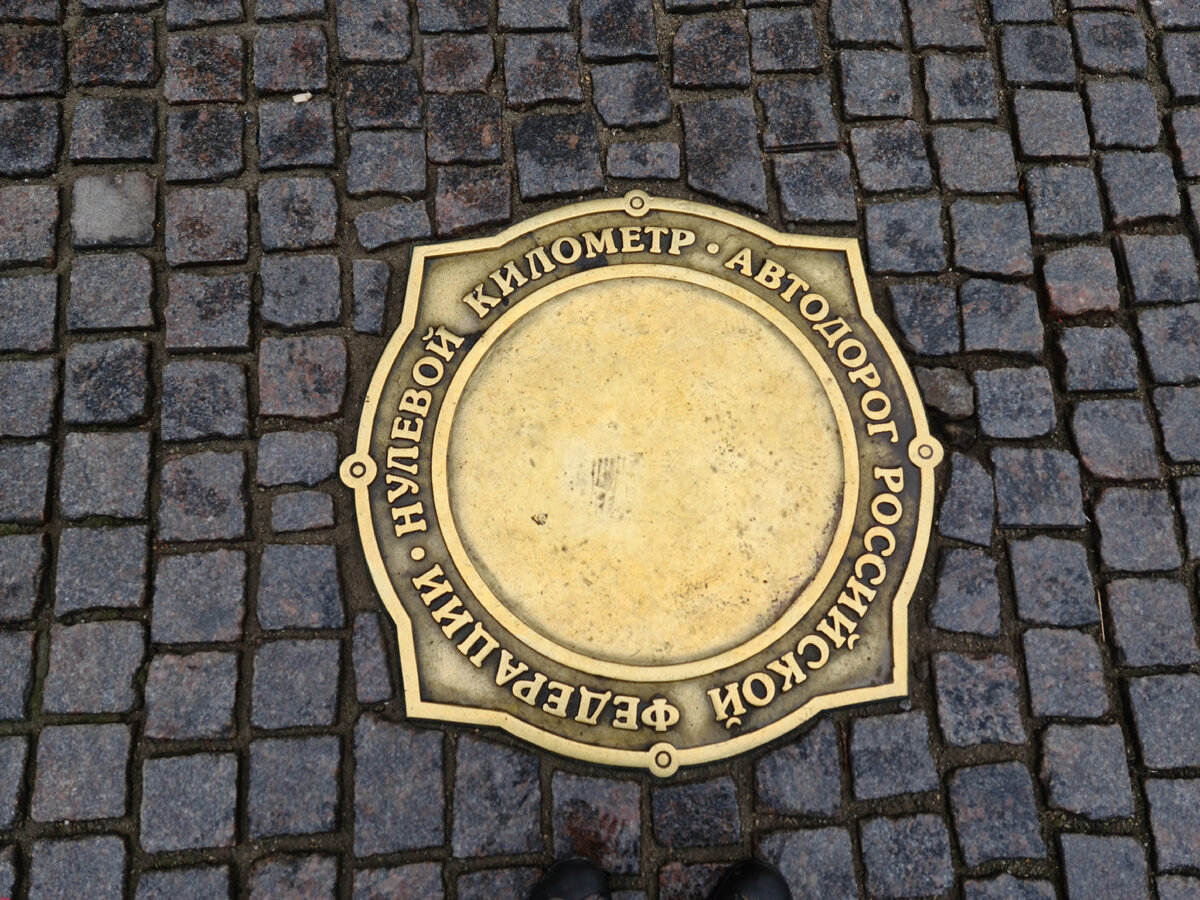 НУЛЕВОЙ КИЛОМЕТР · АВТОДОРОГ РОССИЙСКОЙ ФЕДЕРАЦИИ ·